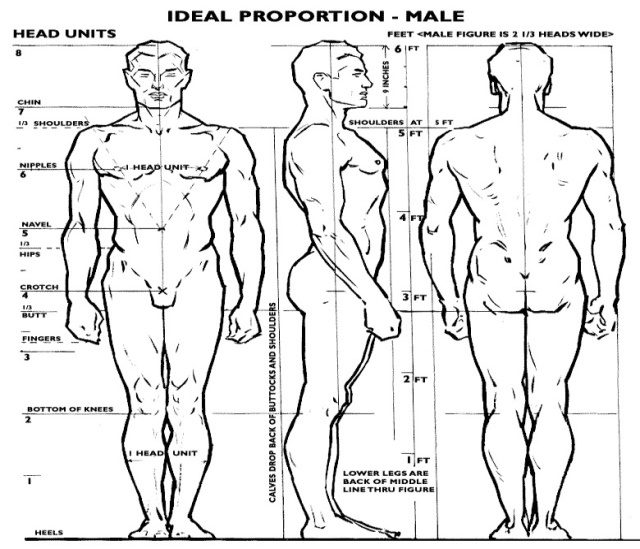 IDEAL PROPORTION - MALE
HEAD UNITS
FEET <MALE FIGURE IS 2 1/3 HEADS WIDE>
8
6 FT
9 INCHES
CHIN
7
1/3 SHOULDERS
SHOULDERS AT 5 FT
5 FT
NIPPLES
1 HEAD UNIT
6
4 FT
NAVEL
5
1/3
HIPS
CROTCH
4
3 FT
1/3
BUTT
FINGERS
3
CALVES DROP BACK OF BUTTOCKS AND SHOULDERS
2 FT
BOTTOM OF KNEES
2
1 HEAD UNIT
1 FT
1
LOWER LEGS ARE
BACK OF MIDDLE
LINE THRU FIGURE
HEELS